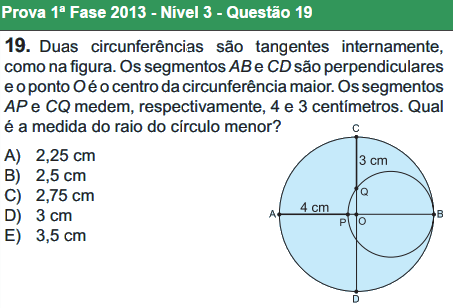 Prova 1ª Fase 2013 - Nível 3 - Questão 19
19. Duas circunferências são tangentes internamente,
como na figura. Os segmentos AB e CD são perpendiculares
e o ponto O é o centro da circunferência maior. Os segmentos
AP e CQ medem, respectivamente, 4 e 3 centímetros. Qual
é a medida do raio do círculo menor?
A) 2,25 cm
B) 2,5 cm
C) 2,75 cm
D) 3 cm
E) 3,5 cm
C
3 cm
Q
4 cm
A
P
O
B
D